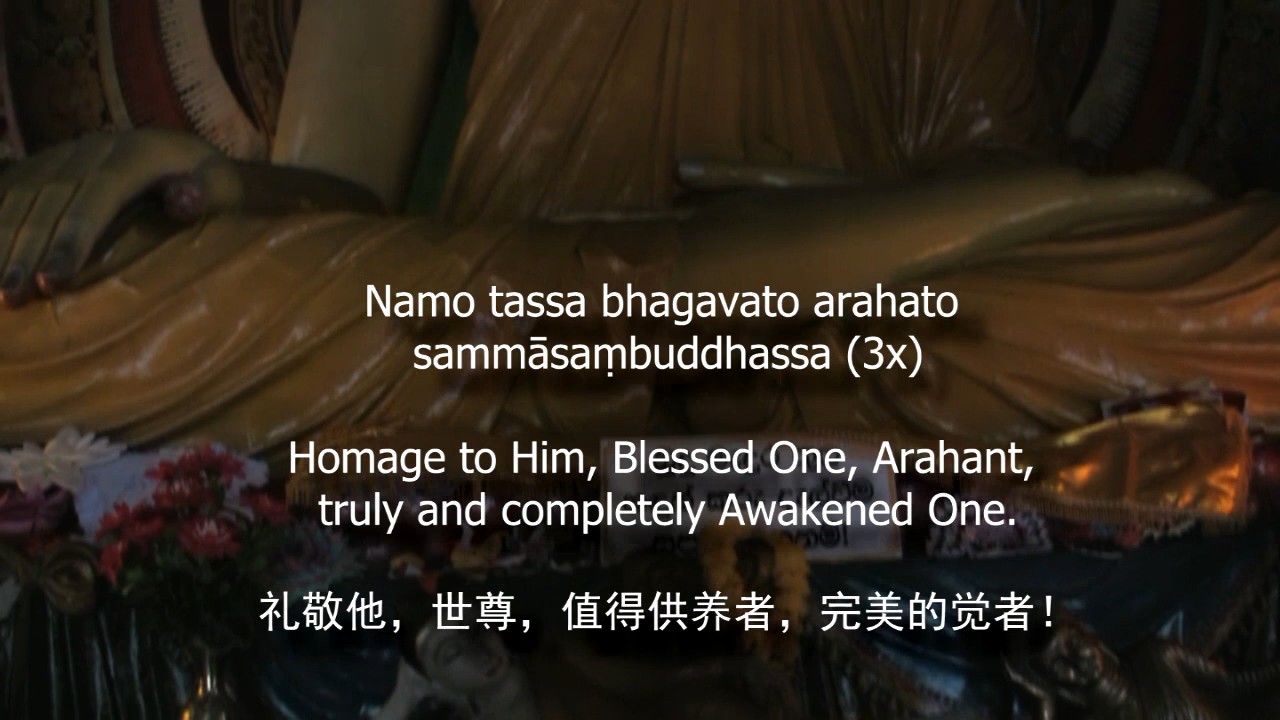 Namo tassa bhagavato arahato
sammāsaṃbuddhassa (3x)
Homage to Him, Blessed One, Arahant,
truly and completely Awakened One.
礼敬他，世尊，值得供养者，完美的觉者！